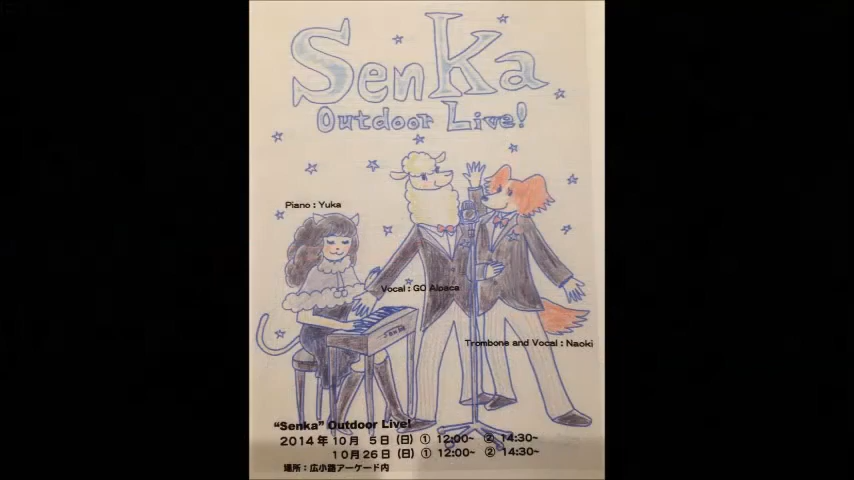 SenKa
Outdoor Live!
Piano : Yuka
Vocal : GO Alpaca
SenKa
Trombone and Vocal : Naoki
"Senka" Outdoor Live!
2014年 10月 5日 (日) ① 12:00~ ② 14:30~
10月 26日 (日) ① 12:00~ ② 14:30~
場所 : 広小路アーケード内